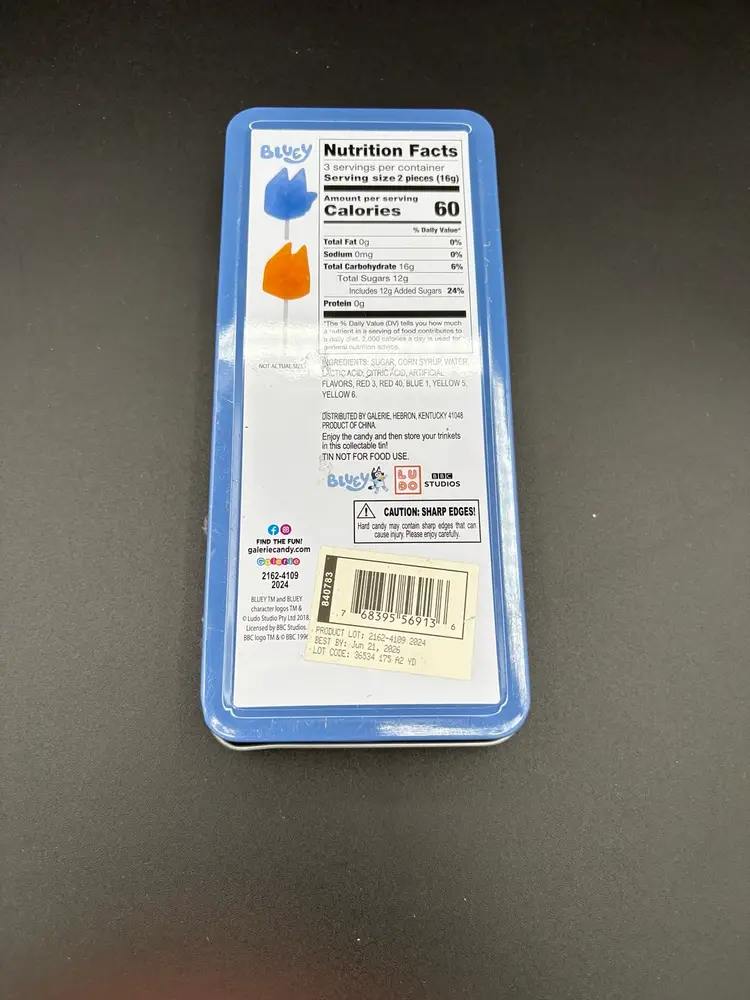 BLUEY
Nutrition Facts
3 servings per container
Serving size 2 pieces (16g)
Amount per serving
Calories 60
% Daily Value*
Total Fat 0g 0%
Sodium 0mg 0%
Total Carbohydrate 16g 6%
Total Sugars 12g
Includes 12g Added Sugars 24%
Protein 0g
*The % Daily Value (DV) tells you how much
a nutrient in a serving of food contributes to
a daily diet. 2,000 calories a day is used for
general nutrition advice.
NOT ACTUAL SIZE
INGREDIENTS: SUGAR, CORN SYRUP, WATER,
LACTIC ACID, CITRIC ACID, ARTIFICIAL
FLAVORS, RED 3, RED 40, BLUE 1, YELLOW 5,
YELLOW 6.
DISTRIBUTED BY GALERIE, HEBRON, KENTUCKY 41048
PRODUCT OF CHINA.
Enjoy the candy and then store your trinkets
in this collectable tin!
TIN NOT FOR FOOD USE.
BLUEY LUDO BBC STUDIOS
CAUTION: SHARP EDGES!
Hard candy may contain sharp edges that can
cause injury. Please enjoy carefully.
FIND THE FUN!
galeriecandy.com
Galerie
2162-4109
2024
BLUEY TM and BLUEY
character logos TM &
© Ludo Studio Pty Ltd 2018.
Licensed by BBC Studios.
BBC logo TM & © BBC 1996
840783
7 68395 56913 6
PRODUCT LOT: 2162-4109 2024
BEST BY: Jun 21, 2026
LOT CODE: 36534 175 A2 YD